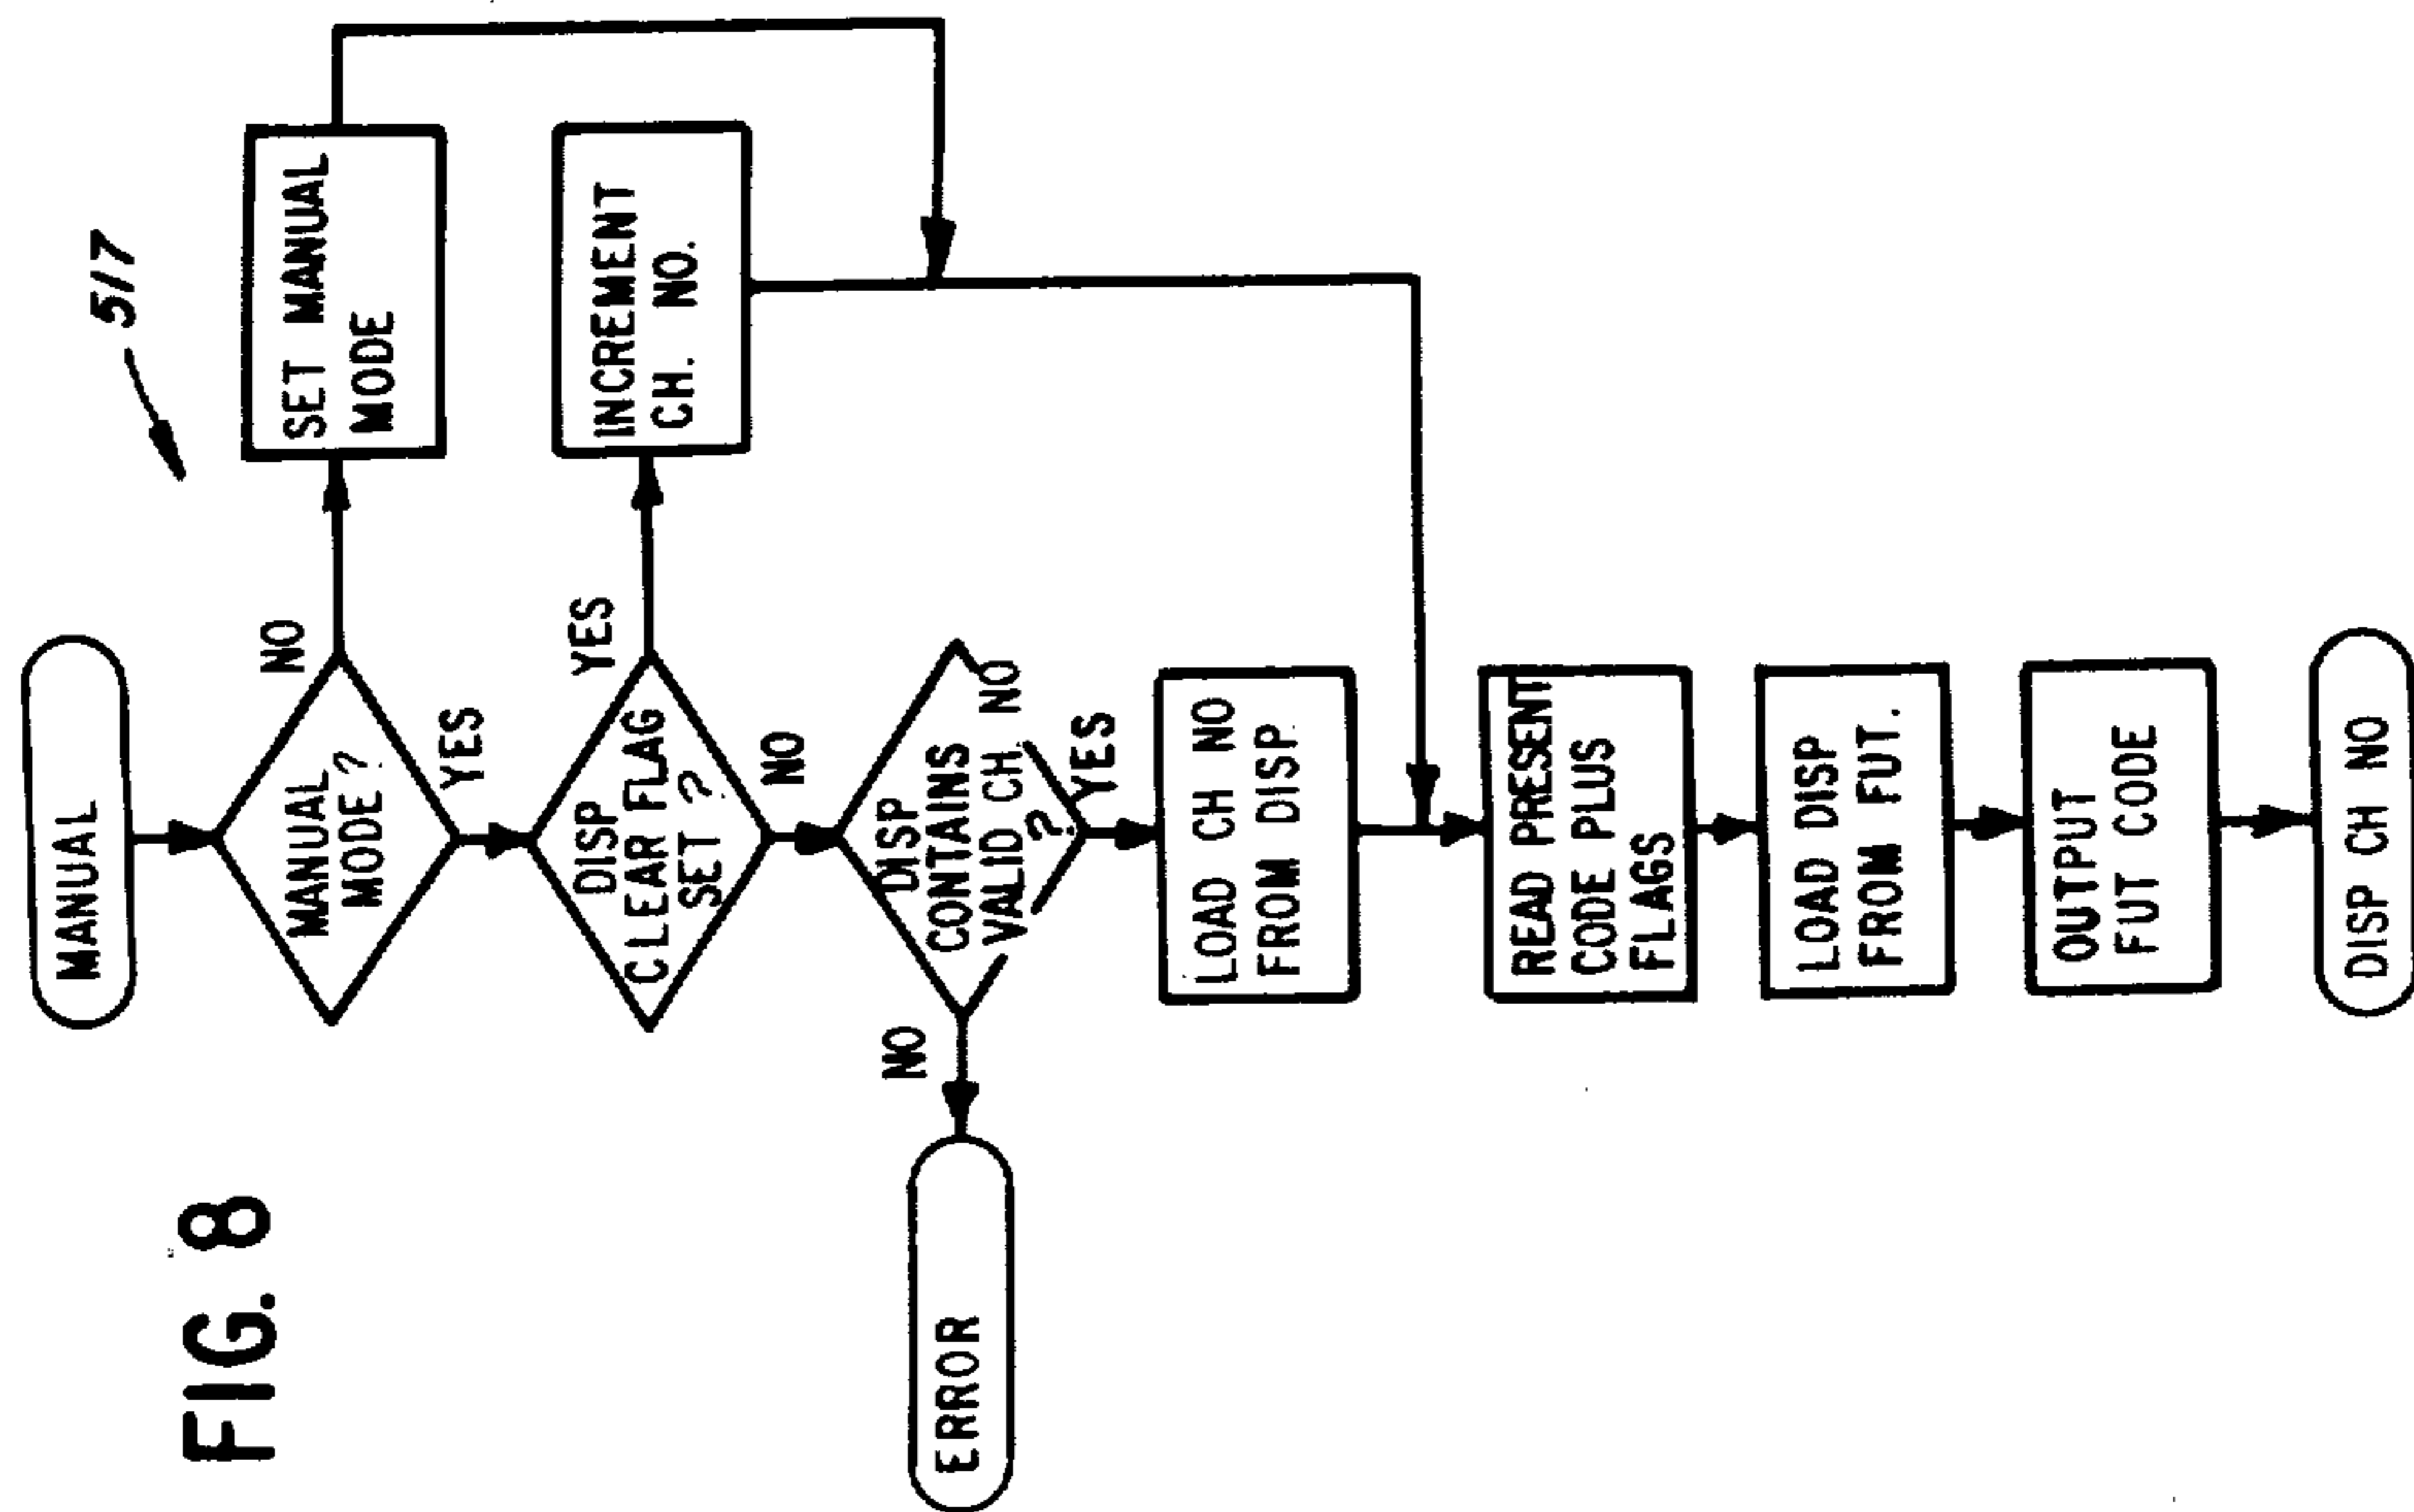 FIG. 8
517
MANUAL
MANUAL
MODE?
NO
YES
SET MANUAL
MODE
DISP
CLEAR FLAG
SET ?
YES
NO
INCREMENT
CH. NO.
DISP
CONTAINS
VALID CH NO
?
NO
YES
ERROR
LOAD CH NO
FROM DISP
READ PRESENT
CODE PLUS
FLAGS
LOAD DISP
FROM FUT.
OUTPUT
FUT CODE
DISP CH NO